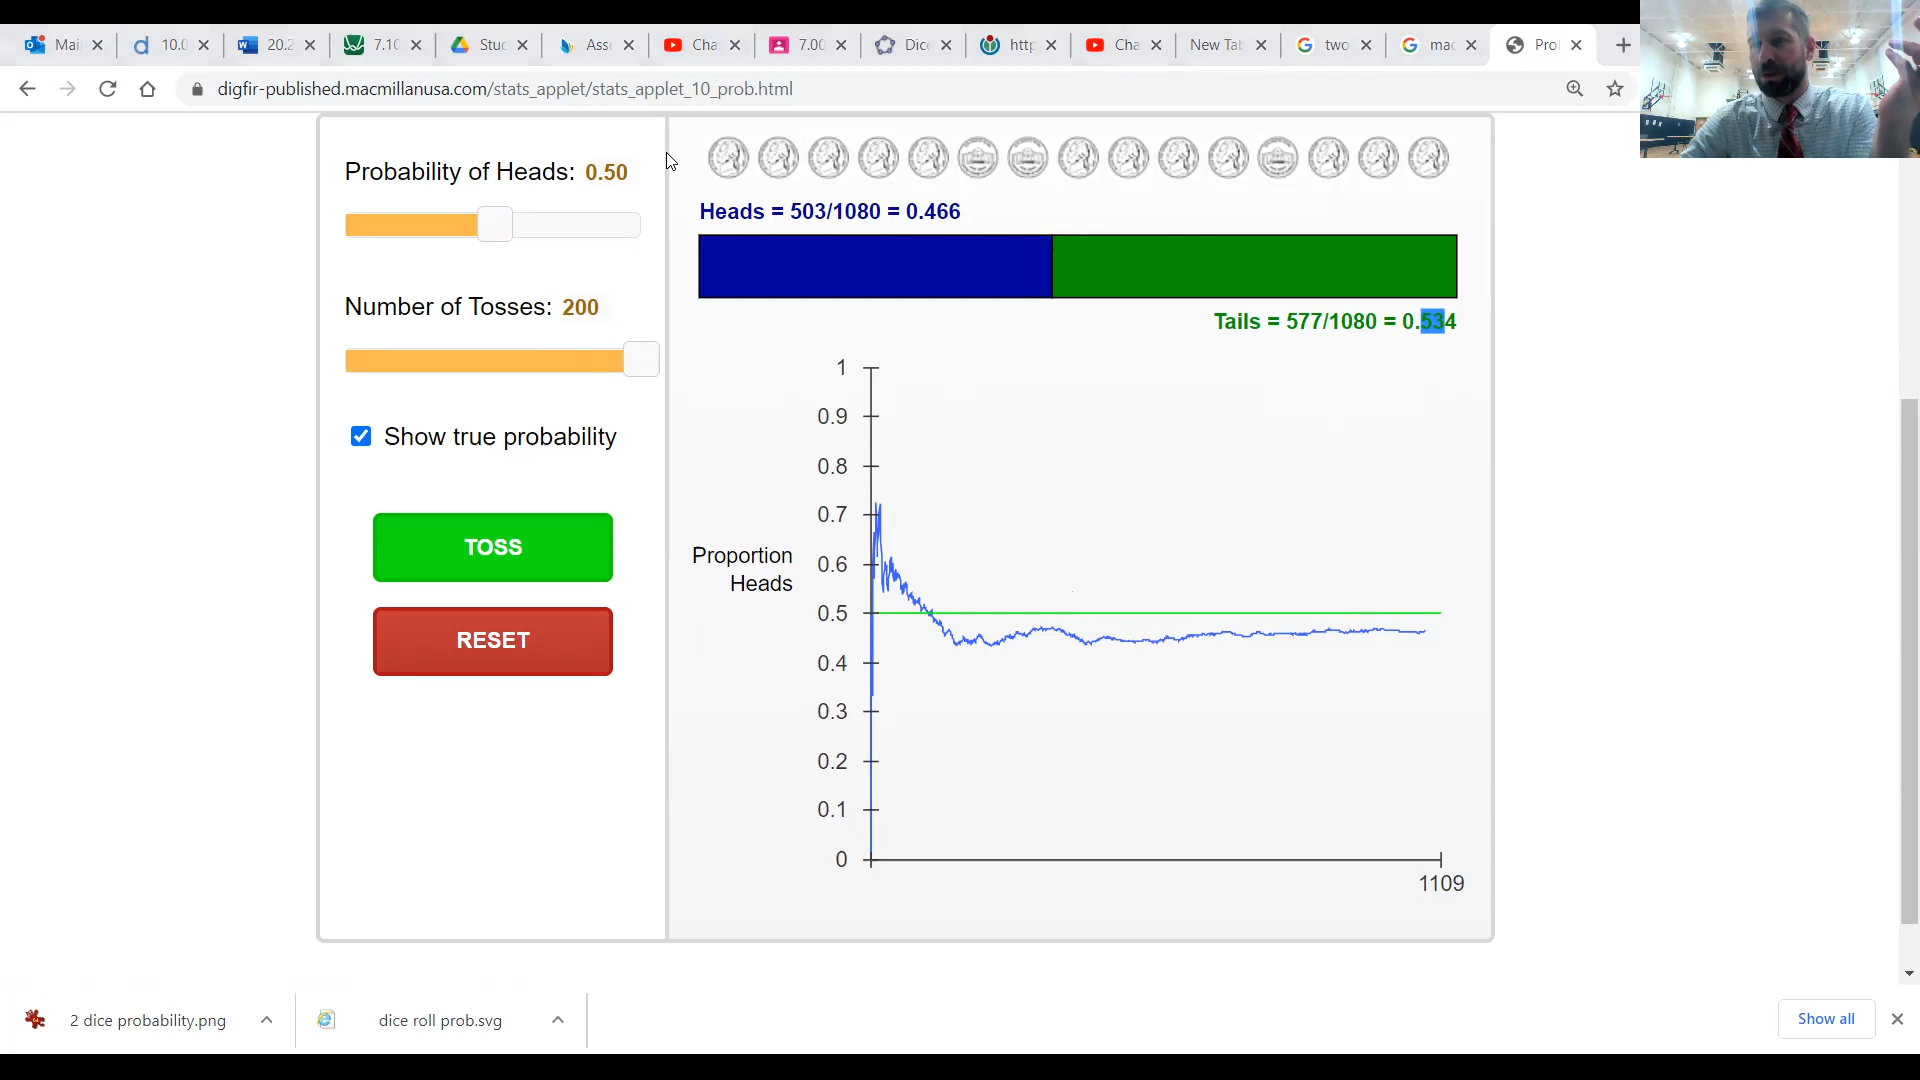 Mai
10.0
20.2
7.10
Stuc
Asse
Cha
7.00
Dice
http
Cha
New Tab
two
mac
Prol
digfir-published.macmillanusa.com/stats_applet/stats_applet_10_prob.html
Probability of Heads: 0.50
Number of Tosses: 200
Show true probability
TOSS
RESET
Heads = 503/1080 = 0.466
Tails = 577/1080 = 0.534
1
0.9
0.8
0.7
Proportion
Heads
0.6
0.5
0.4
0.3
0.2
0.1
0
1109
2 dice probability.png
dice roll prob.svg
Show all